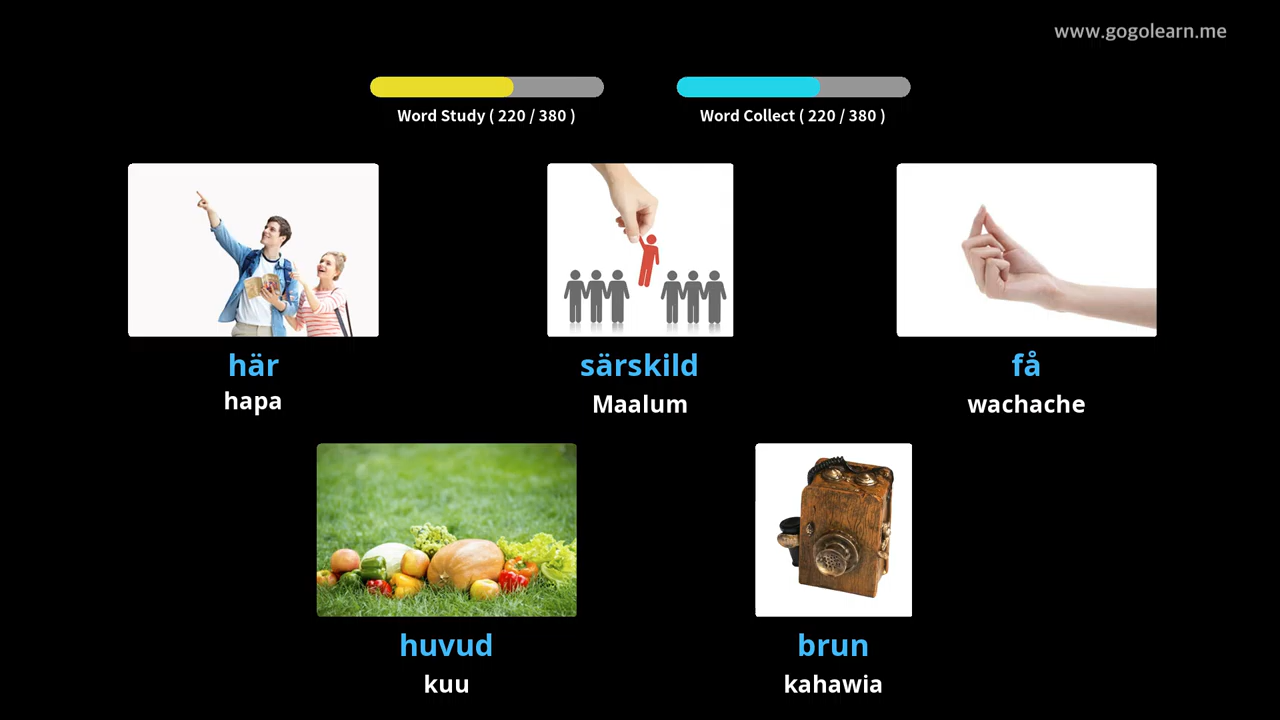 www.gogolearn.me
Word Study ( 220 / 380 )
Word Collect ( 220 / 380 )
här
hapa
särskild
Maalum
få
wachache
huvud
kuu
brun
kahawia